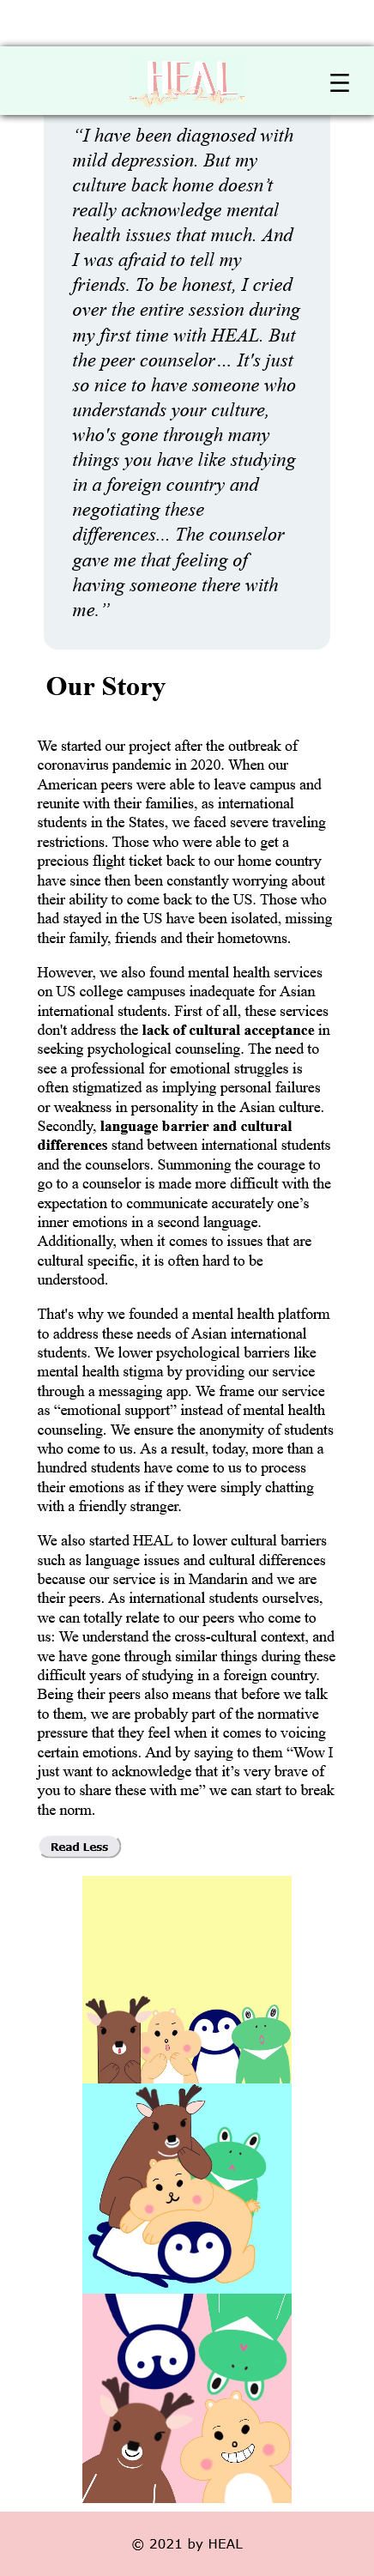 HEAL
☰
“I have been diagnosed with
mild depression. But my
culture back home doesn’t
really acknowledge mental
health issues that much. And
I was afraid to tell my
friends. To be honest, I cried
over the entire session during
my first time with HEAL. But
the peer counselor… It's just
so nice to have someone who
understands your culture,
who's gone through many
things you have like studying
in a foreign country and
negotiating these
differences... The counselor
gave me that feeling of
having someone there with
me.”
Our Story
We started our project after the outbreak of
coronavirus pandemic in 2020. When our
American peers were able to leave campus and
reunite with their families, as international
students in the States, we faced severe traveling
restrictions. Those who were able to get a
precious flight ticket back to our home country
have since then been constantly worrying about
their ability to come back to the US. Those who
had stayed in the US have been isolated, missing
their family, friends and their hometowns.
However, we also found mental health services
on US college campuses inadequate for Asian
international students. First of all, these services
don't address the lack of cultural acceptance in
seeking psychological counseling. The need to
see a professional for emotional struggles is
often stigmatized as implying personal failures
or weakness in personality in the Asian culture.
Secondly, language barrier and cultural
differences stand between international students
and the counselors. Summoning the courage to
go to a counselor is made more difficult with the
expectation to communicate accurately one’s
inner emotions in a second language.
Additionally, when it comes to issues that are
cultural specific, it is often hard to be
understood.
That's why we founded a mental health platform
to address these needs of Asian international
students. We lower psychological barriers like
mental health stigma by providing our service
through a messaging app. We frame our service
as “emotional support” instead of mental health
counseling. We ensure the anonymity of students
who come to us. As a result, today, more than a
hundred students have come to us to process
their emotions as if they were simply chatting
with a friendly stranger.
We also started HEAL to lower cultural barriers
such as language issues and cultural differences
because our service is in Mandarin and we are
their peers. As international students ourselves,
we can totally relate to our peers who come to
us: We understand the cross-cultural context, and
we have gone through similar things during these
difficult years of studying in a foreign country.
Being their peers also means that before we talk
to them, we are probably part of the normative
pressure that they feel when it comes to voicing
certain emotions. And by saying to them “Wow I
just want to acknowledge that it’s very brave of
you to share these with me” we can start to break
the norm.
Read Less
© 2021 by HEAL